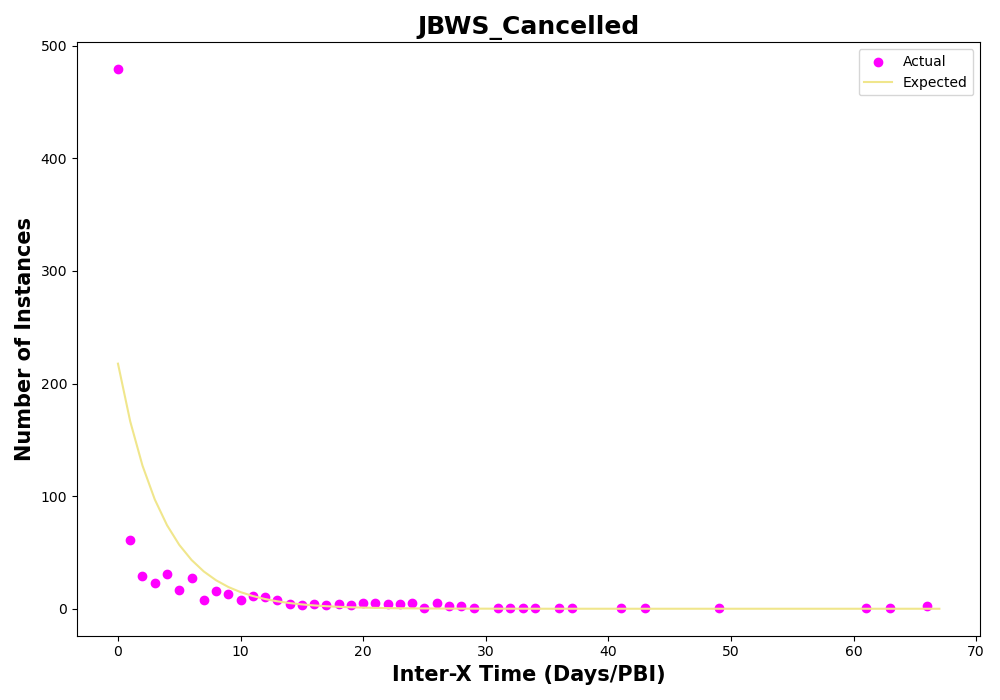 JBWS_Cancelled
Actual
Expected
Number of Instances
500
400
300
200
100
0
0 10 20 30 40 50 60 70
Inter-X Time (Days/PBI)